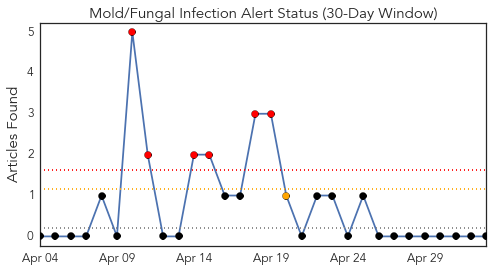 Mold/Fungal Infection Alert Status (30-Day Window)
Articles Found
5
4
3
2
1
0
Apr 04 Apr 09 Apr 14 Apr 19 Apr 24 Apr 29